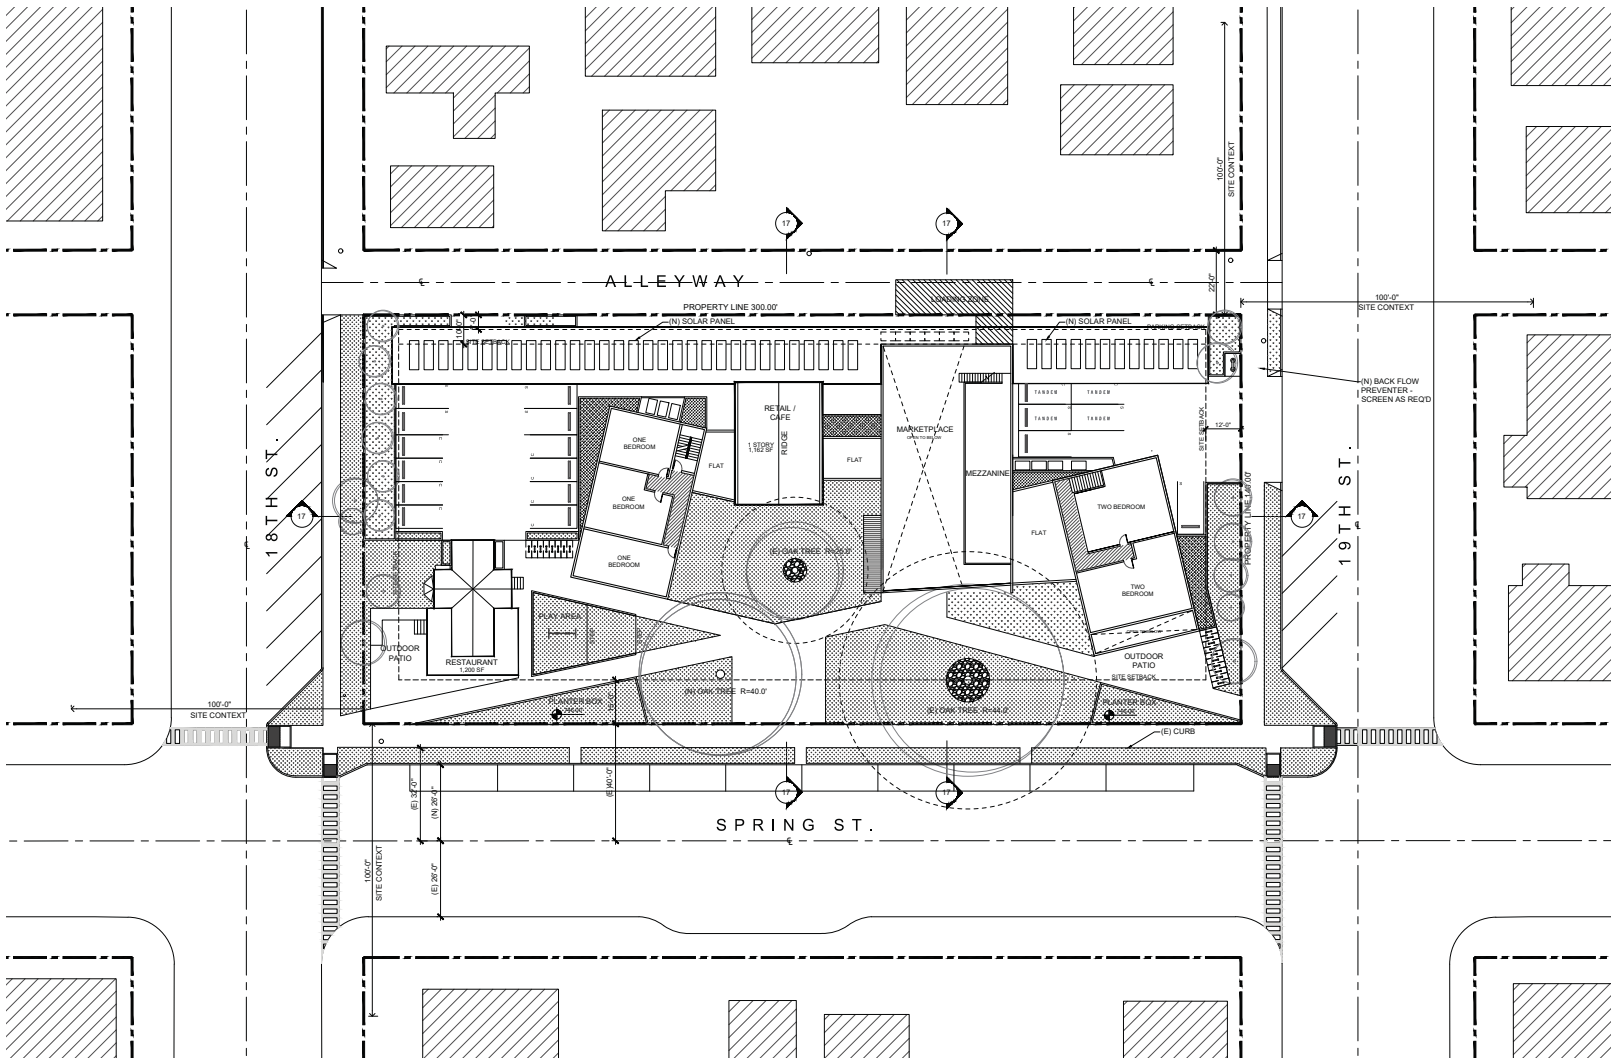 17
17
100'-0"
SITE CONTEXT
ALLEYWAY
22'-0"
LOADING ZONE
100'-0"
SITE CONTEXT
PROPERTY LINE 300.00'
(N) SOLAR PANEL
(N) SOLAR PANEL
SITE SETBACK
PARKING SETBACK
(N) BACK FLOW
PREVENTER -
SCREEN AS REQ'D
TANDEM
TANDEM
TANDEM
TANDEM
RETAIL /
CAFE
1 STORY
1,162 SF
RIDGE
MARKETPLACE
OPEN TO BELOW
MEZZANINE
SITE SETBACK
12'-0"
ONE
BEDROOM
FLAT
FLAT
ONE
BEDROOM
ONE
BEDROOM
TWO BEDROOM
FLAT
TWO
BEDROOM
18TH ST.
17
17
19TH ST.
(E) OAK TREE
PLAY AREA
OUTDOOR
PATIO
RESTAURANT
1,200 SF
OUTDOOR
PATIO
SITE SETBACK
100'-0"
SITE CONTEXT
(N) OAK TREE R=40.0'
(E) OAK TREE R=44.0'
PLANTER BOX
PLANTER BOX
(E) CURB
(E) 32'-0"
(N) 26'-0"
(E)40'-0"
17
17
SPRING ST.
100'-0"
SITE CONTEXT
(E) 26'-0"